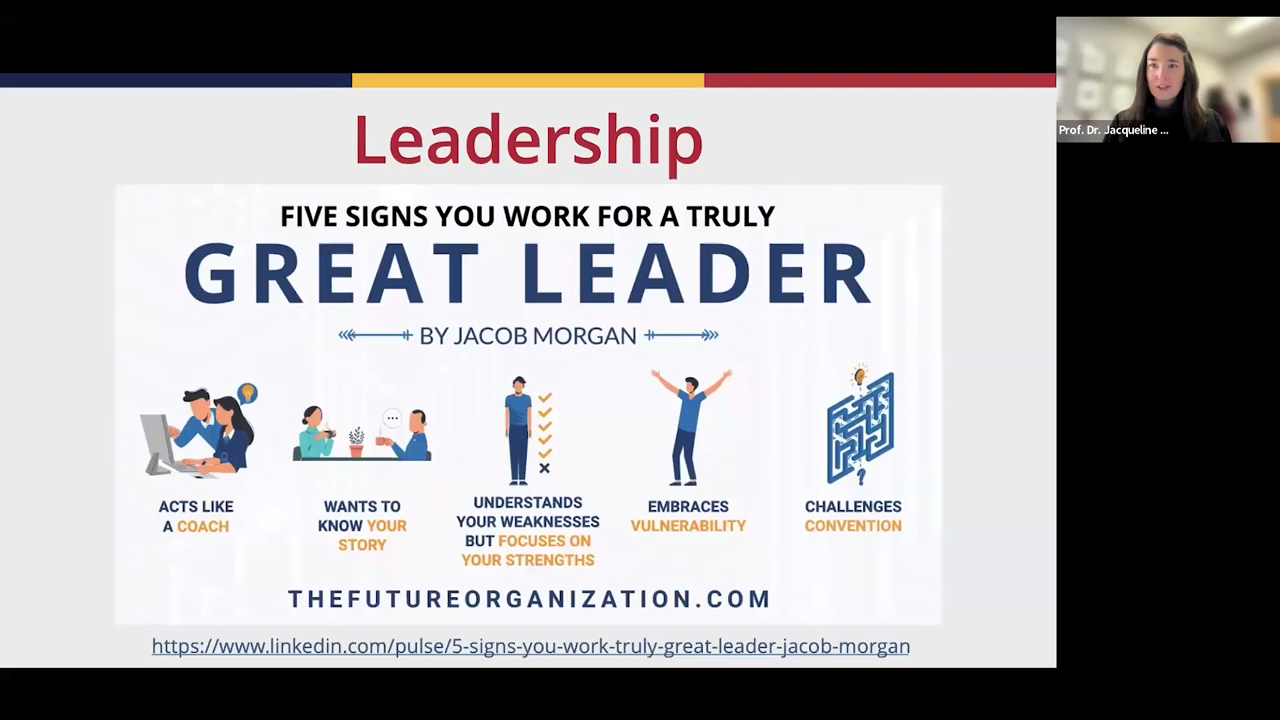 Leadership
FIVE SIGNS YOU WORK FOR A TRULY
GREAT LEADER
BY JACOB MORGAN
ACTS LIKE
A COACH
WANTS TO
KNOW YOUR
STORY
UNDERSTANDS
YOUR WEAKNESSES
BUT FOCUSES ON
YOUR STRENGTHS
EMBRACES
VULNERABILITY
CHALLENGES
CONVENTION
THEFUTUREORGANIZATION.COM
https://www.linkedin.com/pulse/5-signs-you-work-truly-great-leader-jacob-morgan
Prof. Dr. Jacqueline ...